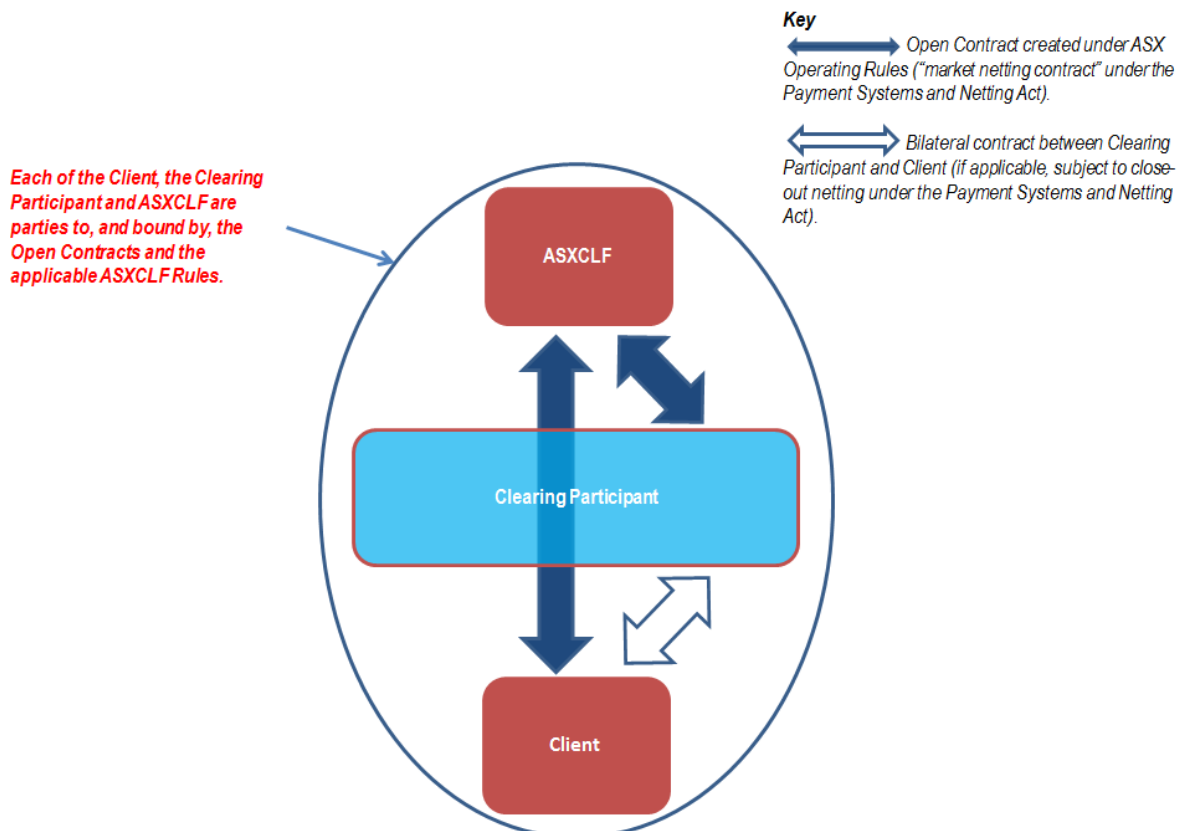 Key
Open Contract created under ASX
Operating Rules (“market netting contract” under the
Payment Systems and Netting Act).
Bilateral contract between Clearing
Participant and Client (if applicable, subject to close-
out netting under the Payment Systems and Netting
Act).
Each of the Client, the Clearing
Participant and ASXCLF are
parties to, and bound by, the
Open Contracts and the
applicable ASXCLF Rules.
ASXCLF
Clearing Participant
Client